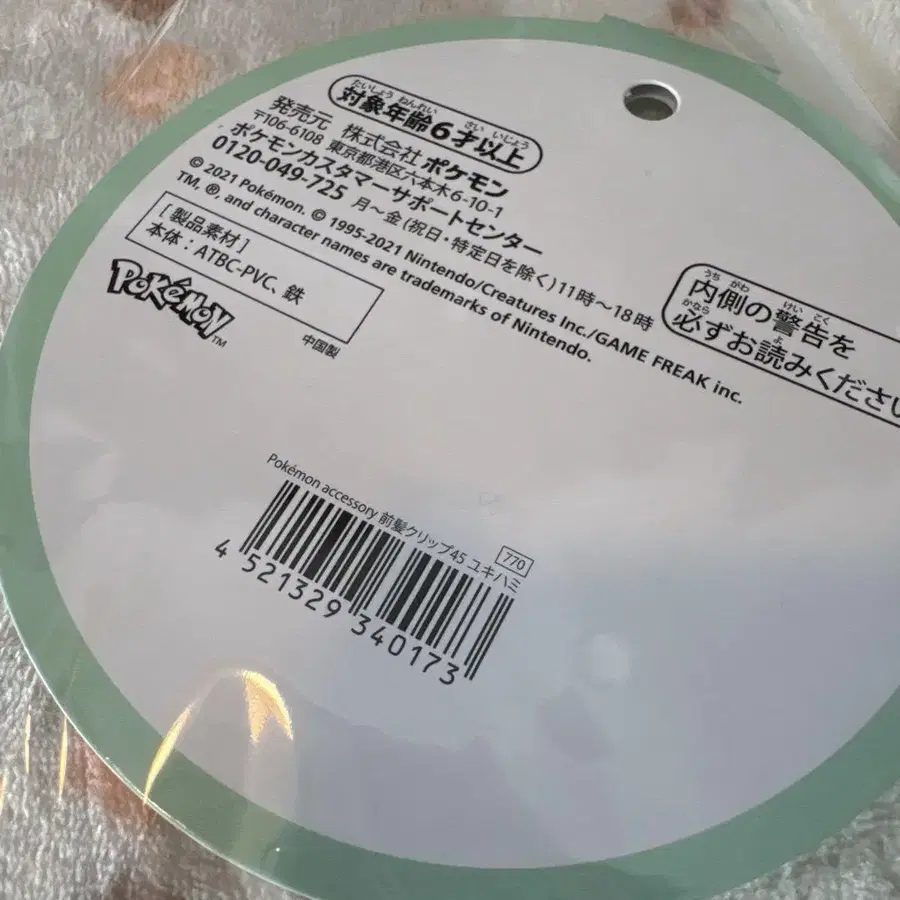 たいしょう ねんれい さい いじょう
対象年齢6才以上
発売元 株式会社 ポケモン
〒106-6108 東京都港区六本木6-10-1
ポケモンカスタマーサポートセンター
0120-049-725 月～金(祝日・特定日を除く)11時～18時
© 2021 Pokémon. © 1995-2021 Nintendo/Creatures Inc./GAME FREAK inc.
TM, ®, and character names are trademarks of Nintendo.
[ 製品素材 ]
本体：ATBC-PVC、鉄
POKéMON TM
中国製
うち がわ けい こく
内側の警告を
かなら よ
必ずお読みください
770
Pokémon accessory 前髪クリップ45 ユキハミ
4 521329 340173